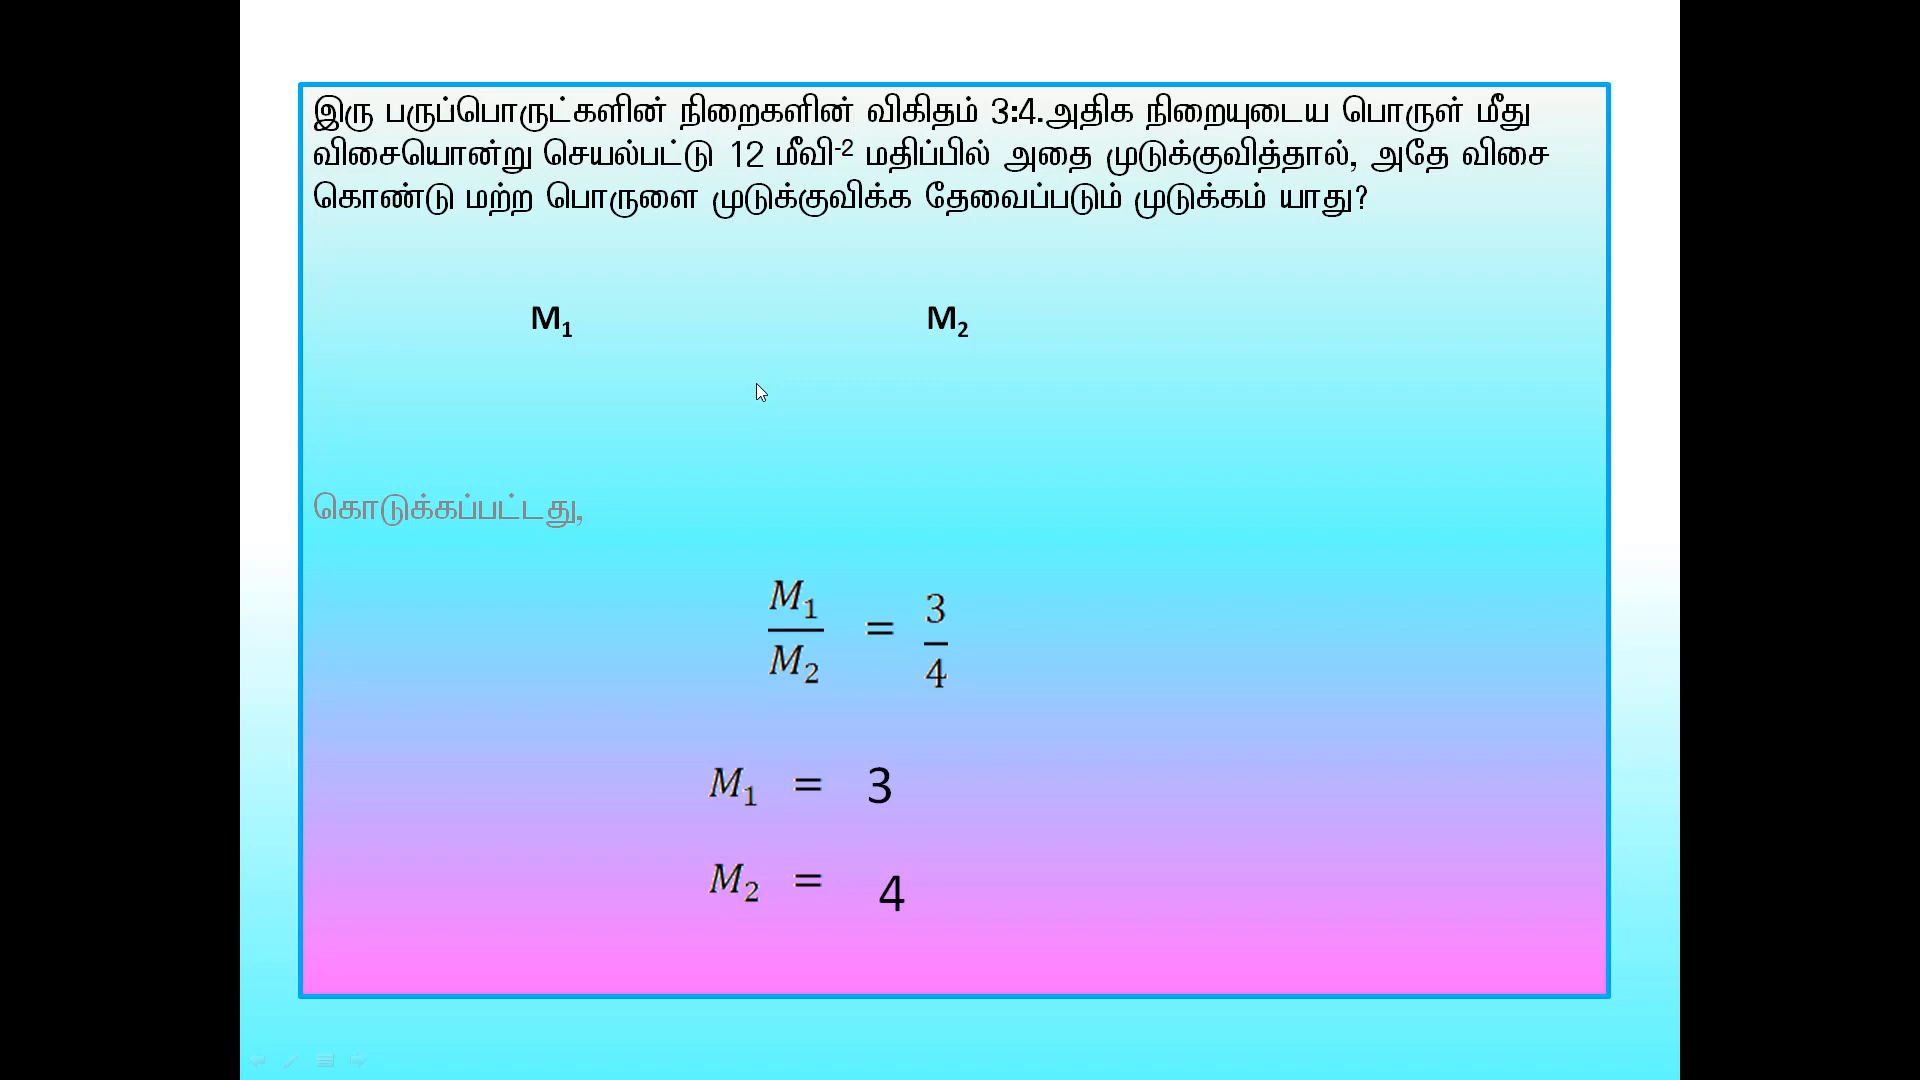 இரு பருப்பொருட்களின் நிறைகளின் விகிதம் 3:4.அதிக நிறையுடைய பொருள் மீது
விசையொன்று செயல்பட்டு 12 மீவி-2 மதிப்பில் அதை முடுக்குவித்தால், அதே விசை
கொண்டு மற்ற பொருளை முடுக்குவிக்க தேவைப்படும் முடுக்கம் யாது?
M1 M2
கொடுக்கப்பட்டது,
M1/M2 = 3/4
M1 = 3
M2 = 4